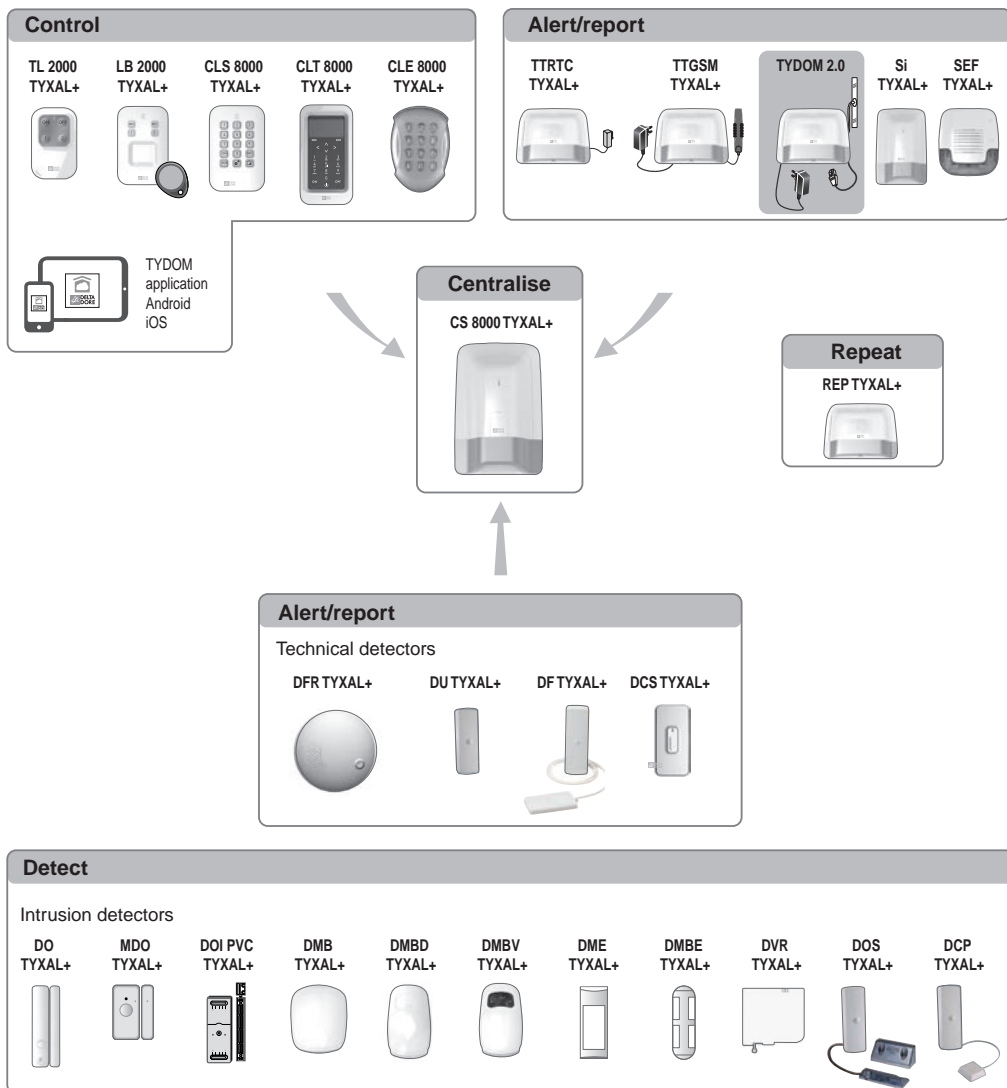 Control
TL 2000
TYXAL+
LB 2000
TYXAL+
CLS 8000
TYXAL+
CLT 8000
TYXAL+
CLE 8000
TYXAL+
DELTA
DORE
TYDOM
application
Android
iOS
Alert/report
TTRTC
TYXAL+
TTGSM
TYXAL+
TYDOM 2.0
Si
TYXAL+
SEF
TYXAL+
Centralise
CS 8000 TYXAL+
Repeat
REP TYXAL+
Alert/report
Technical detectors
DFR TYXAL+
DU TYXAL+
DF TYXAL+
DCS TYXAL+
Detect
Intrusion detectors
DO
TYXAL+
MDO
TYXAL+
DOI PVC
TYXAL+
DMB
TYXAL+
DMBD
TYXAL+
DMBV
TYXAL+
DME
TYXAL+
DMBE
TYXAL+
DVR
TYXAL+
DOS
TYXAL+
DCP
TYXAL+